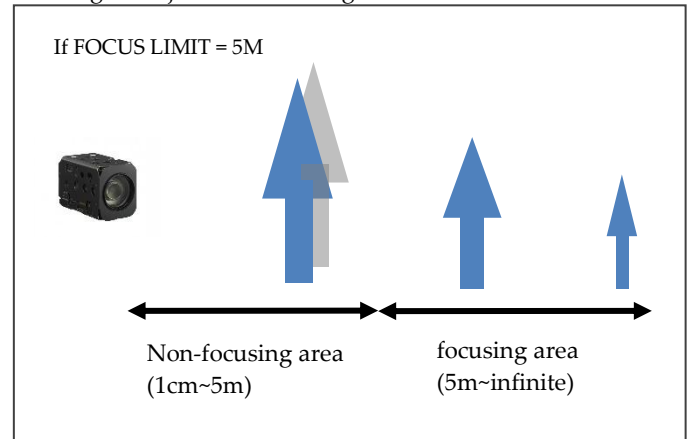 If FOCUS LIMIT = 5M
Non-focusing area
(1cm~5m)
focusing area
(5m~infinite)